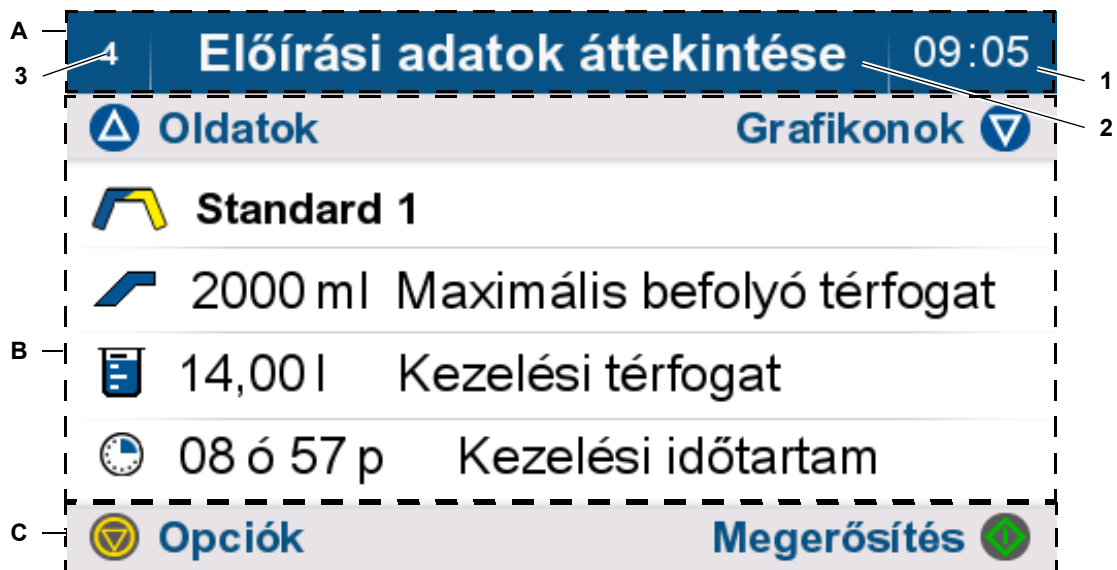 A
3
4 Előírási adatok áttekintése 09:05
1
2
Oldatok Grafikonok
Standard 1
2000 ml Maximális befolyó térfogat
B
14,00 l Kezelési térfogat
08 ó 57 p Kezelési időtartam
C
Opciók Megerősítés